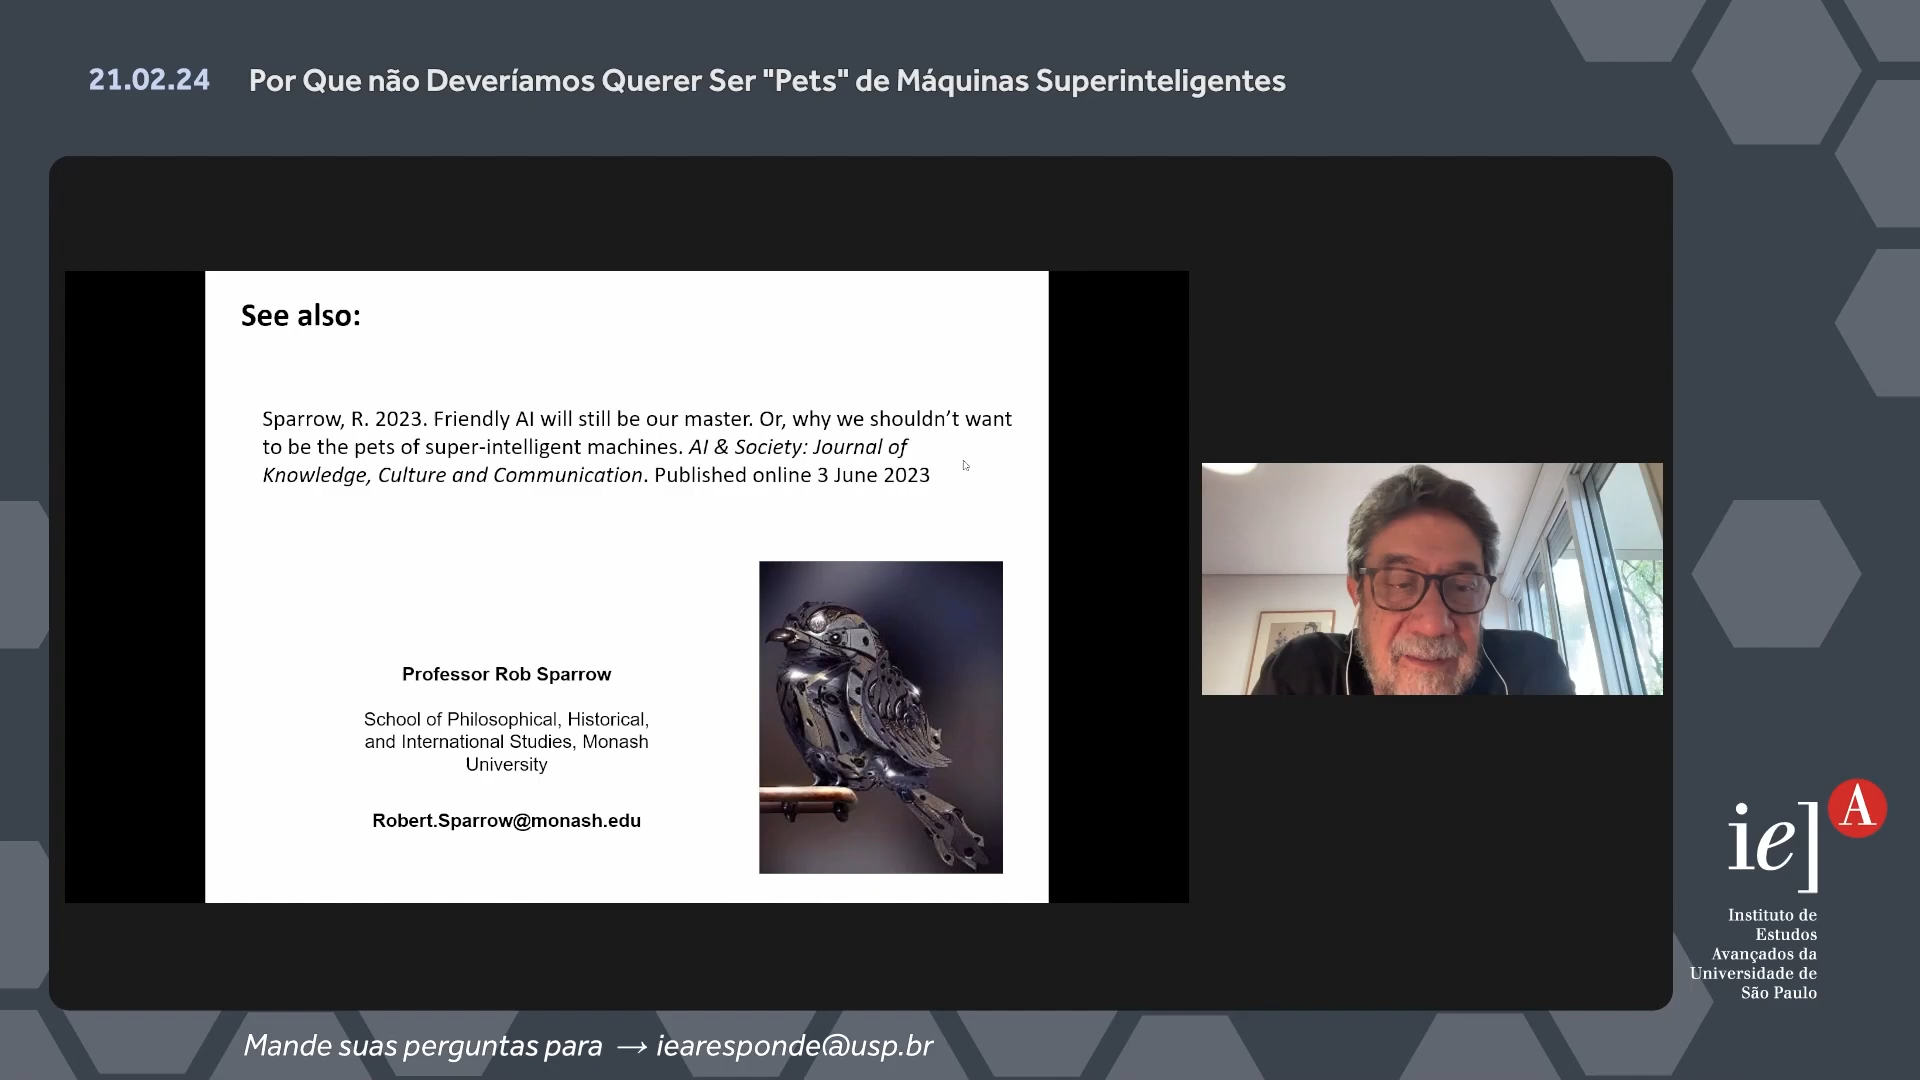 21.02.24 Por Que não Deveríamos Querer Ser "Pets" de Máquinas Superinteligentes
See also:
Sparrow, R. 2023. Friendly AI will still be our master. Or, why we shouldn’t want
to be the pets of super-intelligent machines. AI & Society: Journal of
Knowledge, Culture and Communication. Published online 3 June 2023
Professor Rob Sparrow
School of Philosophical, Historical,
and International Studies, Monash
University
Robert.Sparrow@monash.edu
ie] A
Instituto de
Estudos
Avançados da
Universidade de
São Paulo
Mande suas perguntas para → iearesponde@usp.br